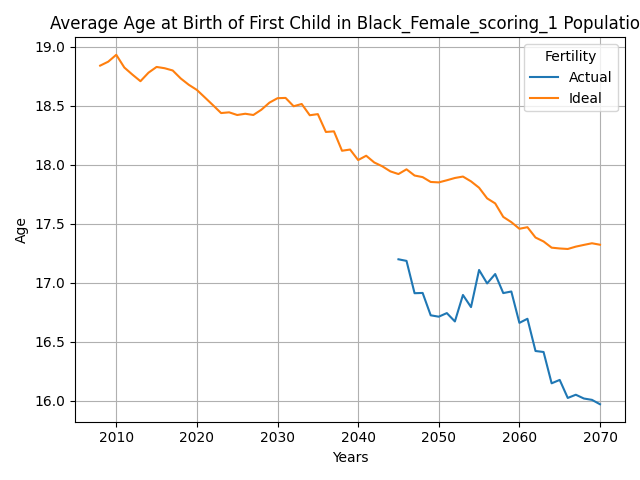 Average Age at Birth of First Child in Black_Female_scoring_1 Populatio
Fertility
Actual
Ideal
19.0
18.5
18.0
17.5
17.0
16.5
16.0
Age
2010 2020 2030 2040 2050 2060 2070
Years